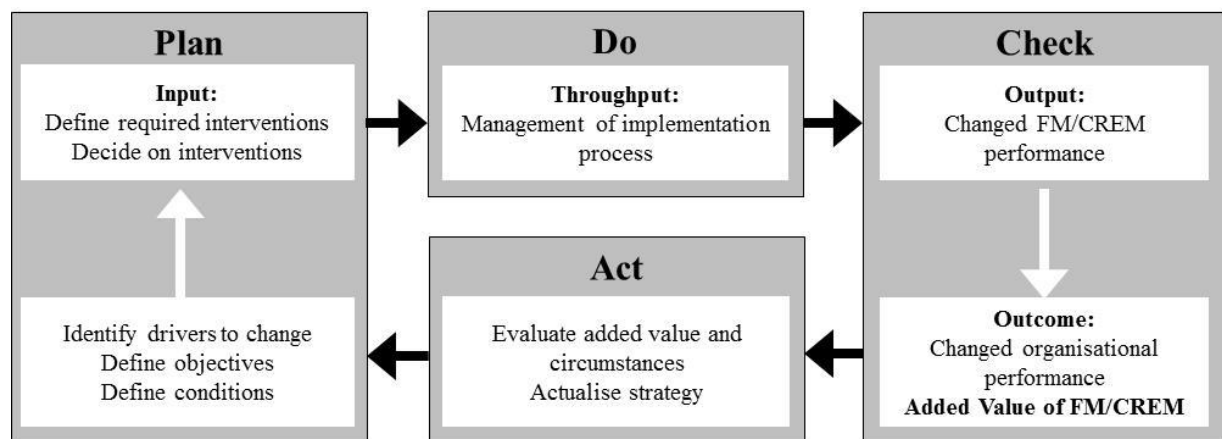 Plan
Input:
Define required interventions
Decide on interventions
Identify drivers to change
Define objectives
Define conditions
Do
Throughput:
Management of implementation
process
Check
Output:
Changed FM/CREM
performance
Outcome:
Changed organisational
performance
Added Value of FM/CREM
Act
Evaluate added value and
circumstances
Actualise strategy